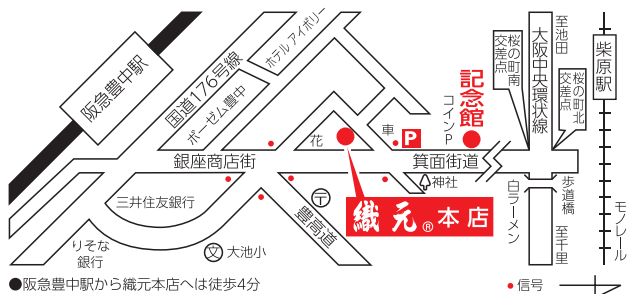 阪急豊中駅
国道176号線
ホテルアイボリー
ポーゼム豊中
銀座商店街
三井住友銀行
りそな
銀行
文
大池小
花
車
P
コインP
記念館
箕面街道
神社
〒
豊高道
織元®本店
桜の町南
交差点
大阪中央環状線
至池田
桜の町北
交差点
柴原駅
白ラーメン
歩道橋
至千里
モノレール
●阪急豊中駅から織元本店へは徒歩4分
●信号